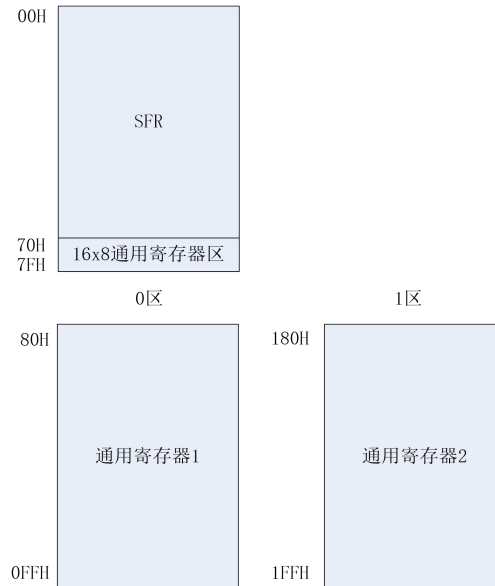 00H
SFR
70H
16x8通用寄存器区
7FH
0区
1区
80H
180H
通用寄存器1
通用寄存器2
0FFH
1FFH